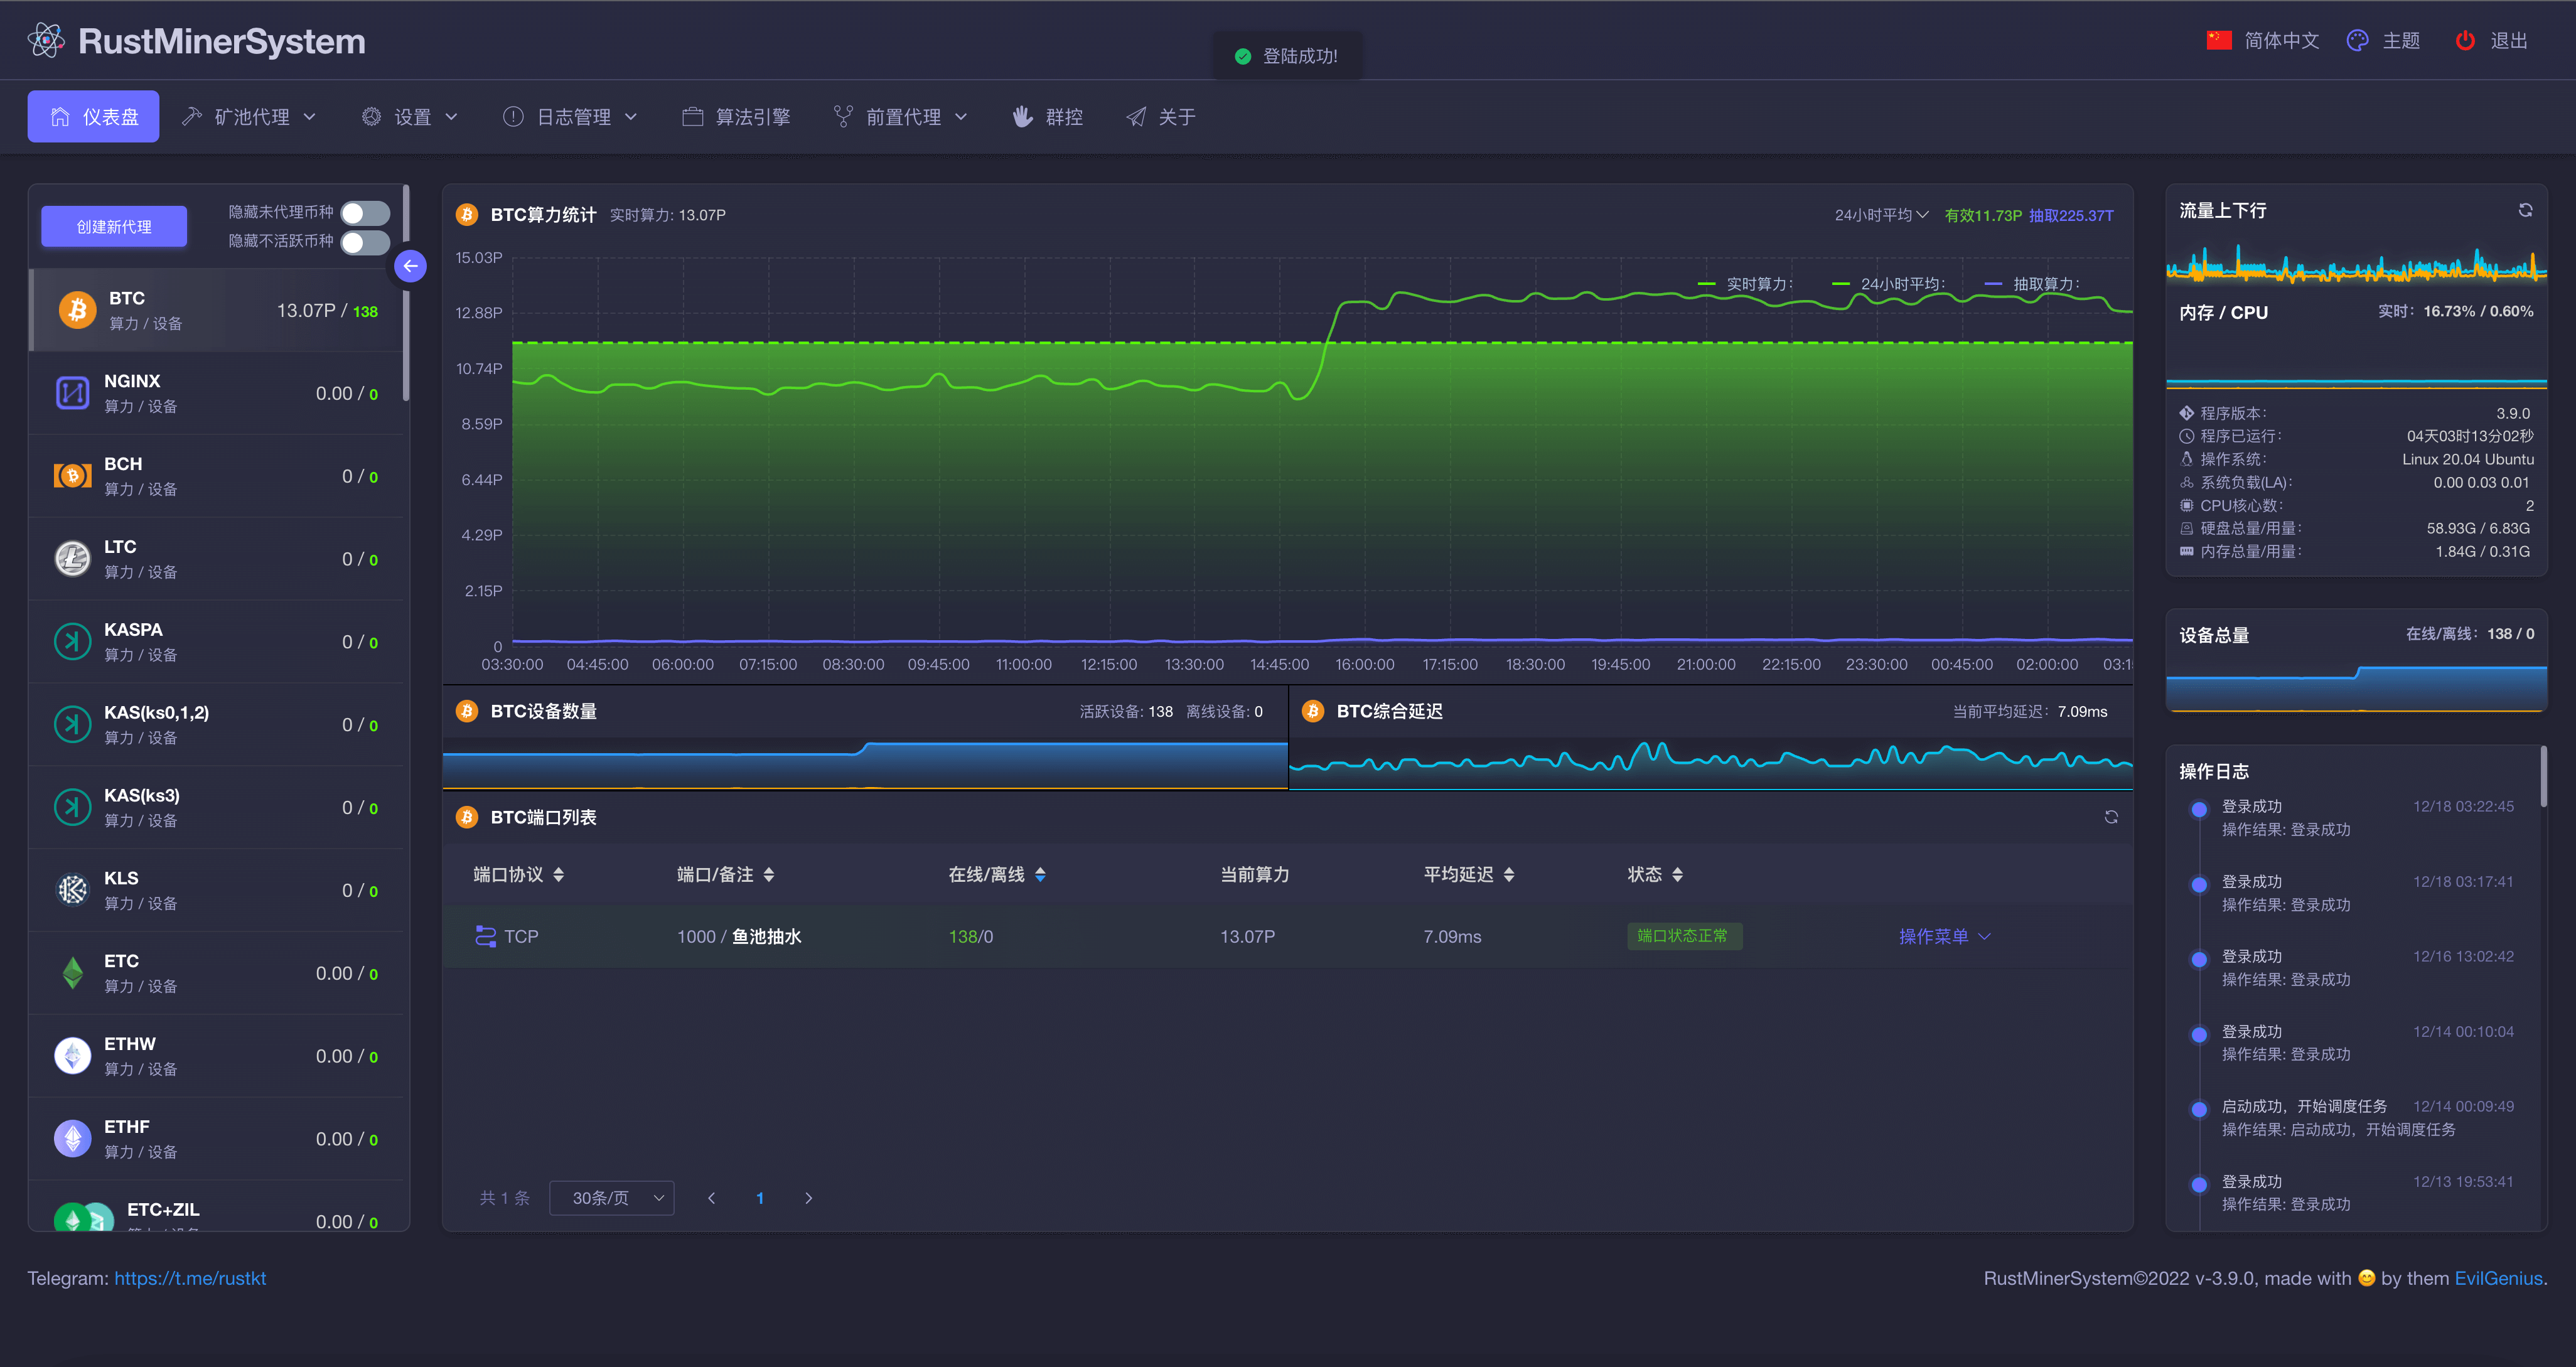 RustMinerSystem
登陆成功!
简体中文 主题 退出
仪表盘 矿池代理 设置 日志管理 算法引擎 前置代理 群控 关于
创建新代理
隐藏未代理币种
隐藏不活跃币种
BTC
算力 / 设备
13.07P / 138
NGINX
算力 / 设备
0.00 / 0
BCH
算力 / 设备
0 / 0
LTC
算力 / 设备
0 / 0
KASPA
算力 / 设备
0 / 0
KAS(ks0,1,2)
算力 / 设备
0 / 0
KAS(ks3)
算力 / 设备
0 / 0
KLS
算力 / 设备
0 / 0
ETC
算力 / 设备
0.00 / 0
ETHW
算力 / 设备
0.00 / 0
ETHF
算力 / 设备
0.00 / 0
ETC+ZIL
算力 / 设备
0.00 / 0
BTC算力统计 实时算力: 13.07P
24小时平均 有效11.73P 抽取225.37T
实时算力: 24小时平均: 抽取算力:
15.03P
12.88P
10.74P
8.59P
6.44P
4.29P
2.15P
0
03:30:00 04:45:00 06:00:00 07:15:00 08:30:00 09:45:00 11:00:00 12:15:00 13:30:00 14:45:00 16:00:00 17:15:00 18:30:00 19:45:00 21:00:00 22:15:00 23:30:00 00:45:00 02:00:00 03:1
BTC设备数量 活跃设备: 138 离线设备: 0
BTC综合延迟 当前平均延迟: 7.09ms
BTC端口列表
端口协议 端口/备注 在线/离线 当前算力 平均延迟 状态
TCP 1000 / 鱼池抽水 138/0 13.07P 7.09ms 端口状态正常 操作菜单
共 1 条 30条/页 1
流量上下行
内存 / CPU 实时: 16.73% / 0.60%
程序版本: 3.9.0
程序已运行: 04天03时13分02秒
操作系统: Linux 20.04 Ubuntu
系统负载(LA): 0.00 0.03 0.01
CPU核心数: 2
硬盘总量/用量: 58.93G / 6.83G
内存总量/用量: 1.84G / 0.31G
设备总量 在线/离线: 138 / 0
操作日志
登录成功 12/18 03:22:45
操作结果: 登录成功
登录成功 12/18 03:17:41
操作结果: 登录成功
登录成功 12/16 13:02:42
操作结果: 登录成功
登录成功 12/14 00:10:04
操作结果: 登录成功
启动成功，开始调度任务 12/14 00:09:49
操作结果: 启动成功，开始调度任务
登录成功 12/13 19:53:41
操作结果: 登录成功
Telegram: https://t.me/rustkt
RustMinerSystem©2022 v-3.9.0, made with 😊 by them EvilGenius.